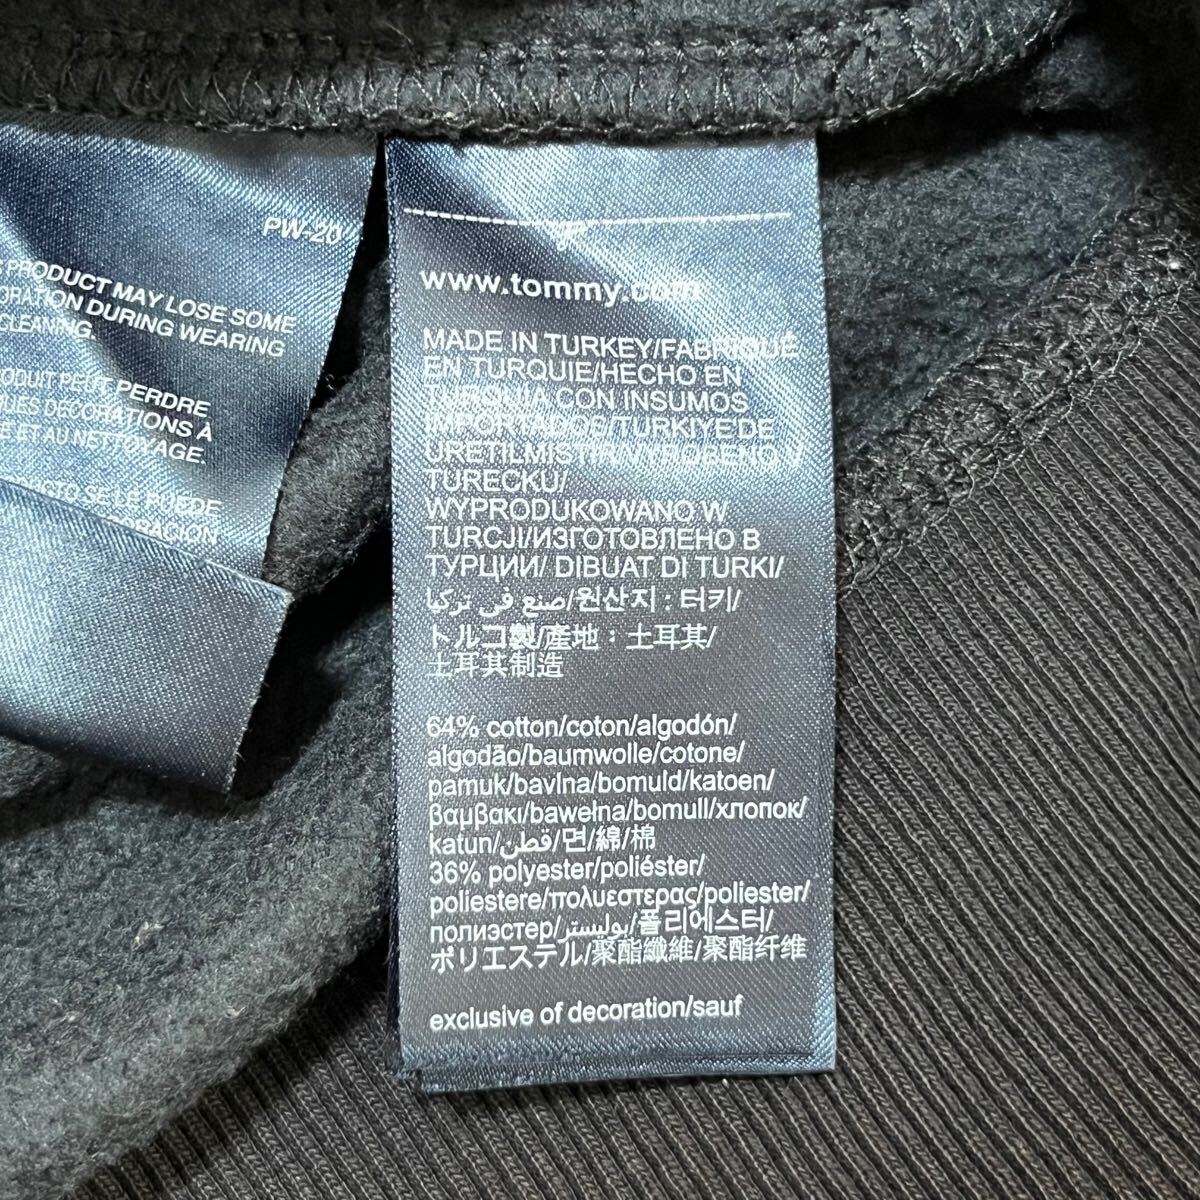 PW-20
PRODUCT MAY LOSE SOME
DURING WEARING
CLEANING.
PEUT PERDRE
DECORATIONS À
ET AU NETTOYAGE.
SE LE PUEDE
www.tommy.com
MADE IN TURKEY/FABRIQUÉ
EN TURQUIE/HECHO EN
TURQUIA CON INSUMOS
IMPORTADOS/TURKIYE'DE
URETILMISTIR/VYROBENO V
TURECKU/
WYPRODUKOWANO W
TURCJI/ИЗГОТОВЛЕНО В
ТУРЦИИ/ DIBUAT DI TURKI/
صنع في تركيا/원산지 : 터키/
トルコ製/產地：土耳其/
土耳其制造
64% cotton/coton/algodón/
algodão/baumwolle/cotone/
pamuk/bavlna/bomuld/katoen/
βαμβακι/bawełna/bomull/хлопок/
katun/قطن/면/綿/棉
36% polyester/poliéster/
poliestere/πολυεστερας/poliester/
полиэстер/بوليستر/폴리에스터/
ポリエステル/聚酯纖維/聚酯纤维
exclusive of decoration/sauf